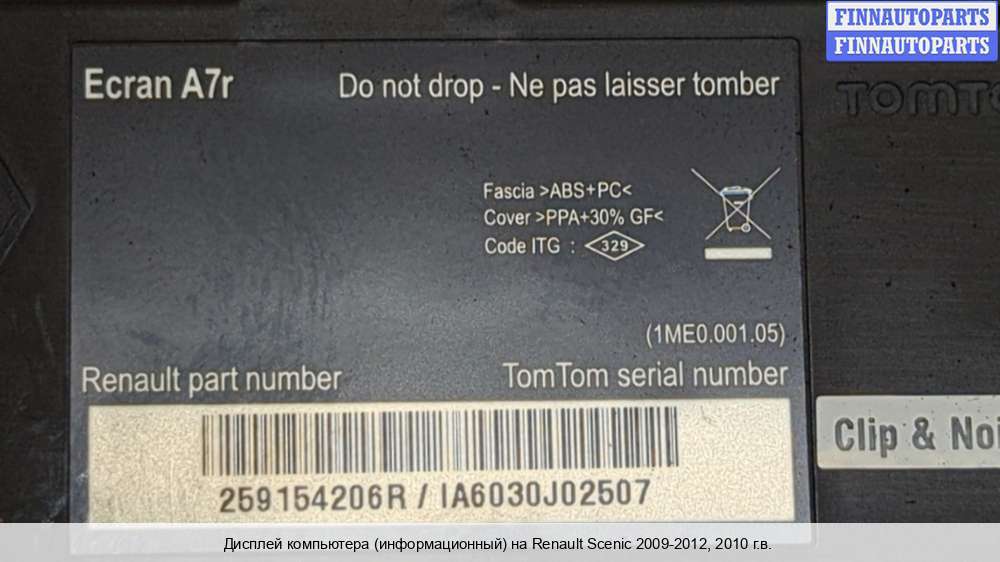 FINNAUTOPARTS
FINNAUTOPARTS
Ecran A7r
Do not drop - Ne pas laisser tomber
Fascia >ABS+PC<
Cover >PPA+30% GF<
Code ITG : 329
(1ME0.001.05)
Renault part number
TomTom serial number
Clip &
259154206R / IA6030J02507
Дисплей компьютера (информационный) на Renault Scenic 2009-2012, 2010 г.в.